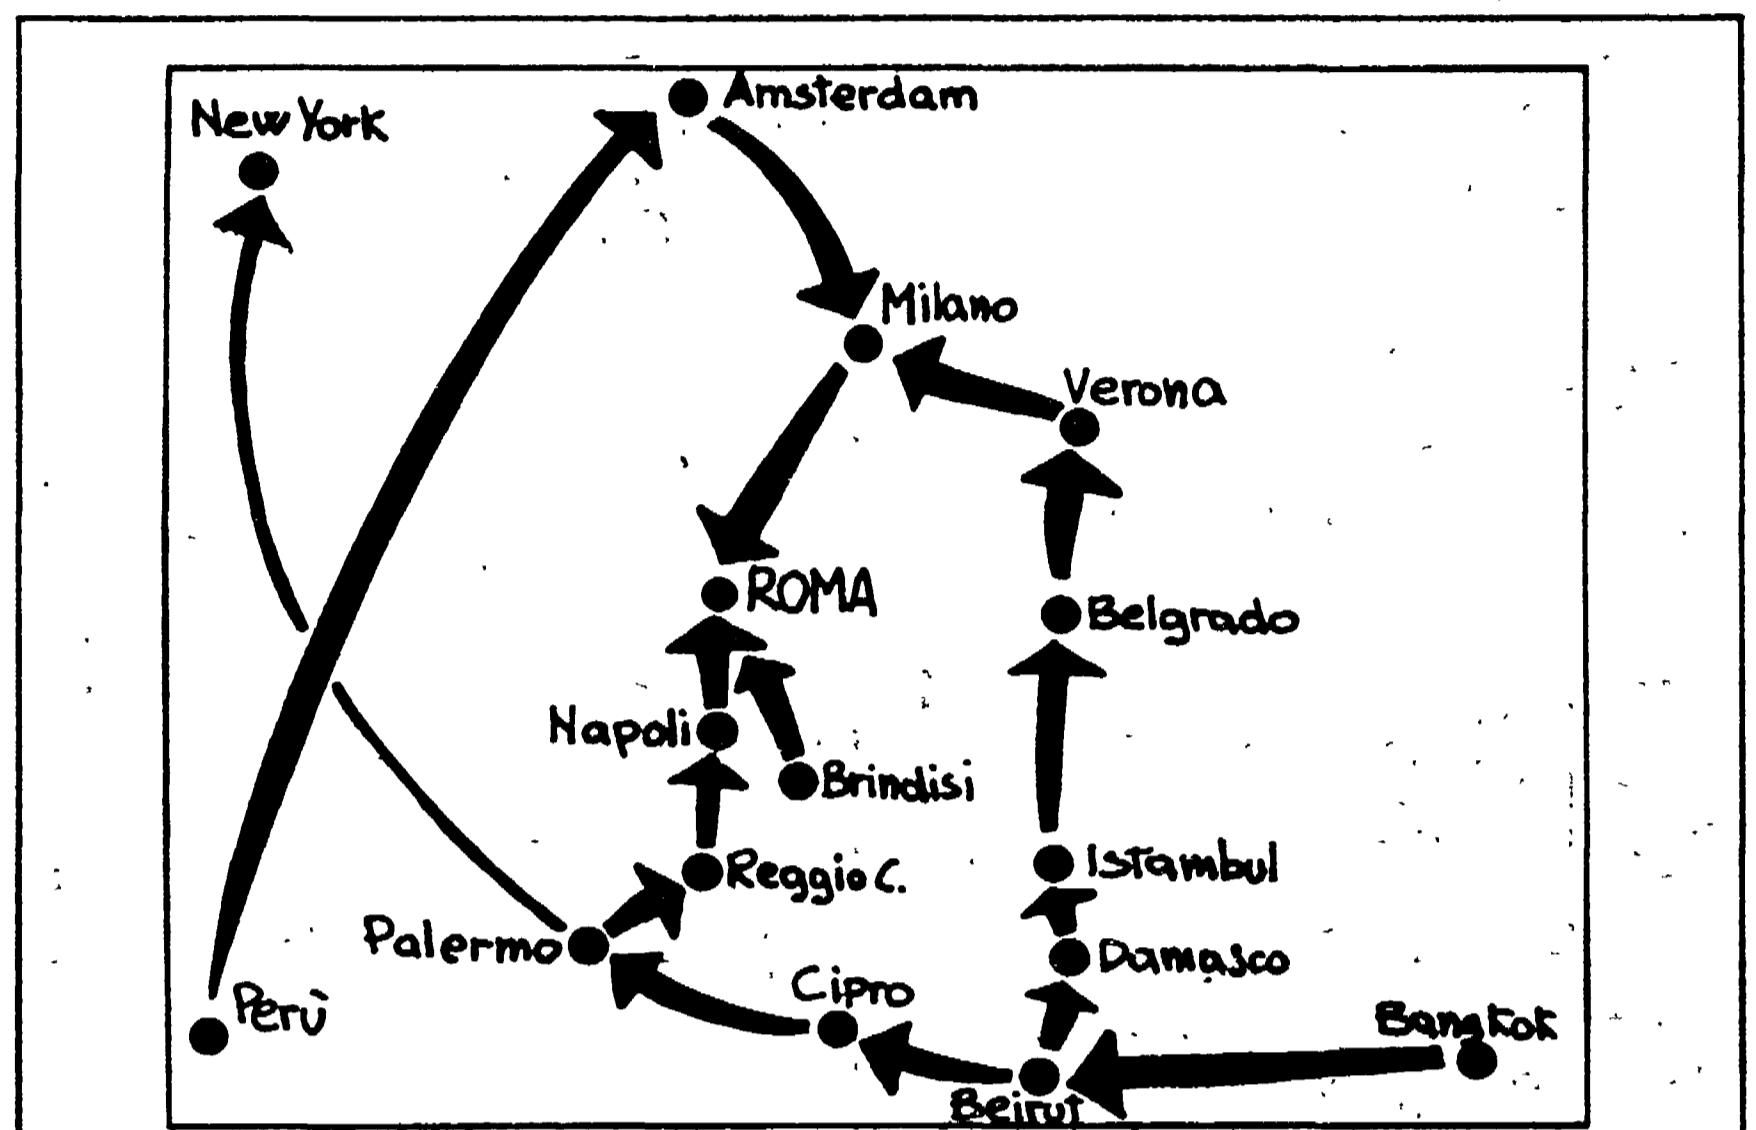 Amsterdam
New York
Milano
Verona
ROMA
Belgrado
Napoli
Brindisi
Istambul
Reggio C.
Palermo
Damasco
Cipro
Perù
Bangkok
Beirut